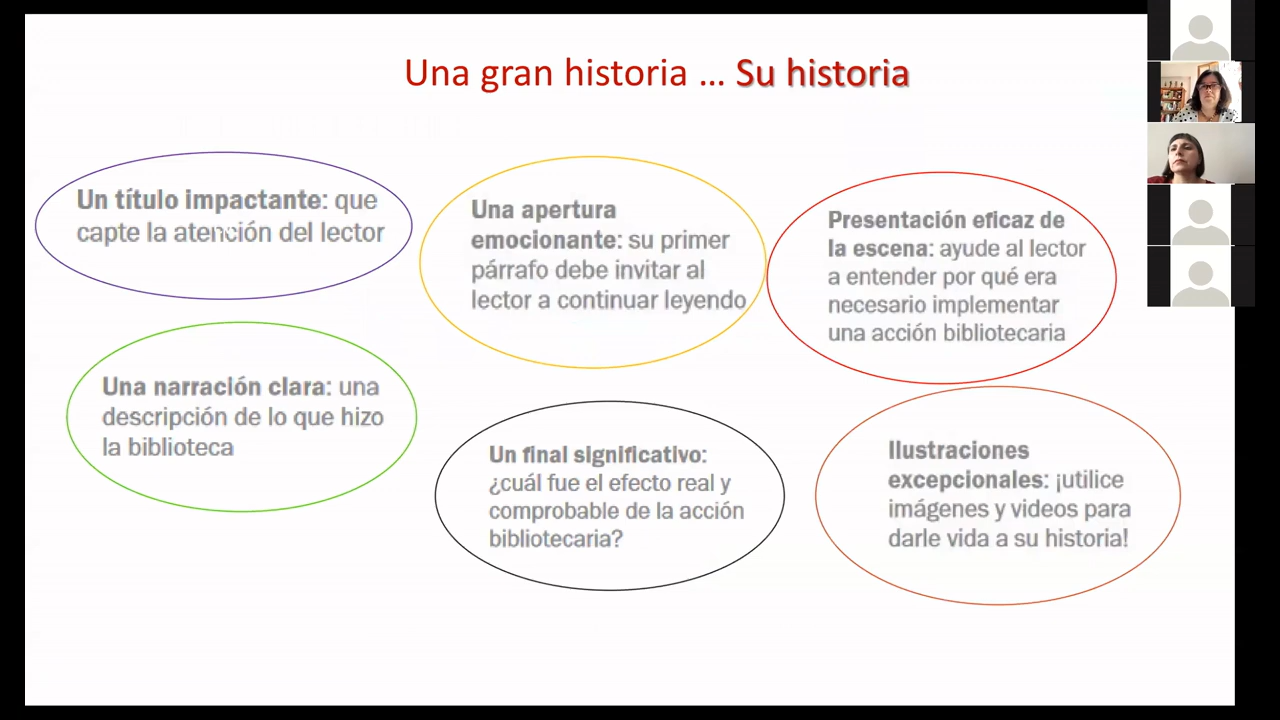 Una gran historia ... Su historia
Un título impactante: que
capte la atención del lector
Una apertura
emocionante: su primer
párrafo debe invitar al
lector a continuar leyendo
Presentación eficaz de
la escena: ayude al lector
a entender por qué era
necesario implementar
una acción bibliotecaria
Una narración clara: una
descripción de lo que hizo
la biblioteca
Un final significativo:
¿cuál fue el efecto real y
comprobable de la acción
bibliotecaria?
Ilustraciones
excepcionales: ¡utilice
imágenes y videos para
darle vida a su historia!